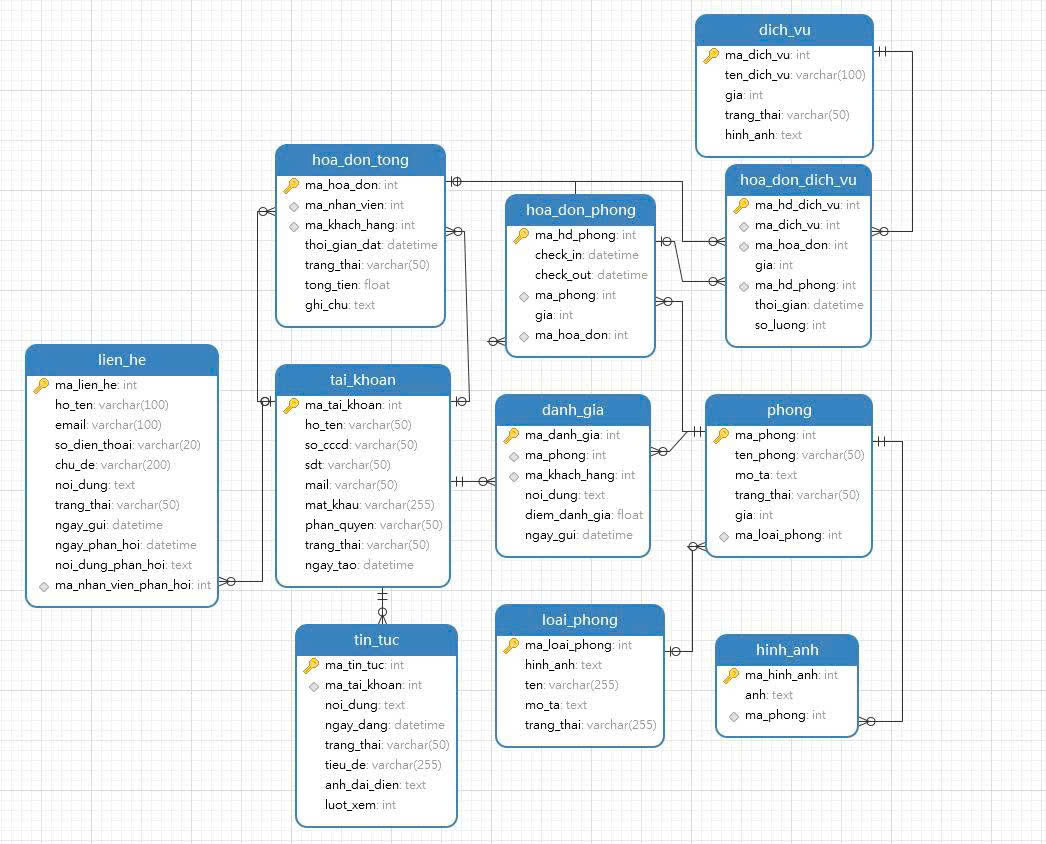 dich_vu
ma_dich_vu: int
ten_dich_vu: varchar(100)
gia: int
trang_thai: varchar(50)
hinh_anh: text
hoa_don_tong
ma_hoa_don: int
ma_nhan_vien: int
ma_khach_hang: int
thoi_gian_dat: datetime
trang_thai: varchar(50)
tong_tien: float
ghi_chu: text
hoa_don_phong
ma_hd_phong: int
check_in: datetime
check_out: datetime
ma_phong: int
gia: int
ma_hoa_don: int
hoa_don_dich_vu
ma_hd_dich_vu: int
ma_dich_vu: int
ma_hoa_don: int
gia: int
ma_hd_phong: int
thoi_gian: datetime
so_luong: int
lien_he
ma_lien_he: int
ho_ten: varchar(100)
email: varchar(100)
so_dien_thoai: varchar(20)
chu_de: varchar(200)
noi_dung: text
trang_thai: varchar(50)
ngay_gui: datetime
ngay_phan_hoi: datetime
noi_dung_phan_hoi: text
ma_nhan_vien_phan_hoi: int
tai_khoan
ma_tai_khoan: int
ho_ten: varchar(50)
so_cccd: varchar(50)
sdt: varchar(50)
mail: varchar(50)
mat_khau: varchar(255)
phan_quyen: varchar(50)
trang_thai: varchar(50)
ngay_tao: datetime
danh_gia
ma_danh_gia: int
ma_phong: int
ma_khach_hang: int
noi_dung: text
diem_danh_gia: float
ngay_gui: datetime
phong
ma_phong: int
ten_phong: varchar(50)
mo_ta: text
trang_thai: varchar(50)
gia: int
ma_loai_phong: int
tin_tuc
ma_tin_tuc: int
ma_tai_khoan: int
noi_dung: text
ngay_dang: datetime
trang_thai: varchar(50)
tieu_de: varchar(255)
anh_dai_dien: text
luot_xem: int
loai_phong
ma_loai_phong: int
hinh_anh: text
ten: varchar(255)
mo_ta: text
trang_thai: varchar(255)
hinh_anh
ma_hinh_anh: int
anh: text
ma_phong: int